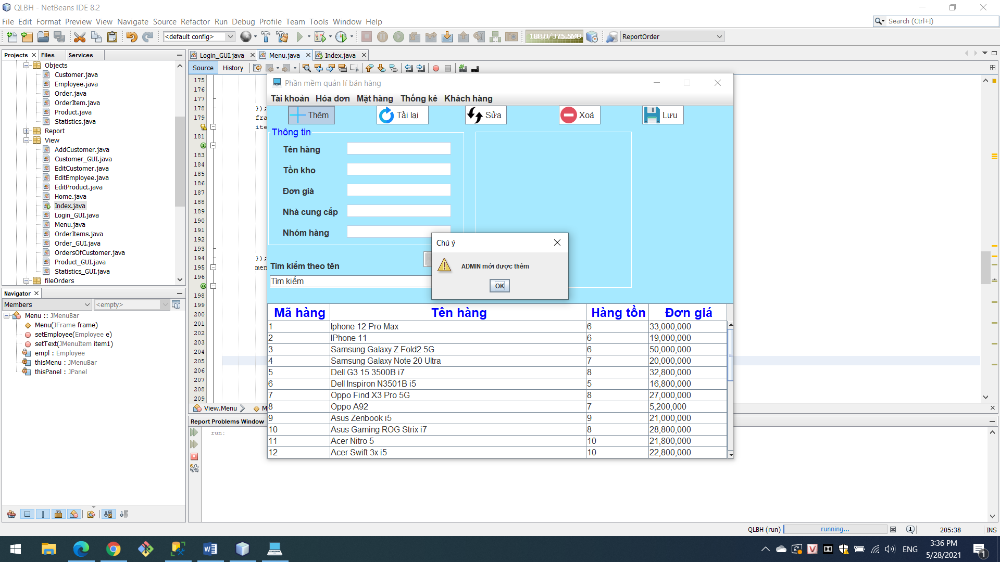 QLBH - NetBeans IDE 8.2
File Edit Format Preview View Navigate Source Refactor Run Debug Profile Team Tools Window Help
Search (Ctrl+I)
<default config>
188.0/375.5MB
ReportOrder
Projects Files Services
Login_GUI.java Menu.java Index.java
Source History
Objects
Customer.java
Employee.java
Order.java
OrderItem.java
Product.java
Statistics.java
Report
View
AddCustomer.java
Customer_GUI.java
EditCustomer.java
EditEmployee.java
EditProduct.java
Home.java
Index.java
Login_GUI.java
Menu.java
OrderItems.java
Order_GUI.java
OrdersOfCustomer.java
Product_GUI.java
Statistics_GUI.java
fileOrders
Navigator
Members <empty>
Menu :: JMenuBar
Menu(JFrame frame)
setEmployee(Employee e)
setText(JMenuItem item1)
empl : Employee
thisMenu : JMenuBar
thisPanel : JPanel
175
176
177
178 });
179 fra
ite
181
183
184
185
186
187
188
189
190
191
192
193
194 });
195 men
196
198
199
200
201
202
203
204
205
206
207
208
209
View.Menu M
Report Problems Window
run:
Phần mềm quản lí bán hàng
Tài khoản Hóa đơn Mặt hàng Thống kê Khách hàng
Thêm Tải lại Sửa Xoá Lưu
Thông tin
Tên hàng
Tồn kho
Đơn giá
Nhà cung cấp
Nhóm hàng
Tìm kiếm theo tên
Tìm kiếm
Chú ý
ADMIN mới được thêm
OK
Mã hàng Tên hàng Hàng tồn Đơn giá
1 Iphone 12 Pro Max 6 33,000,000
2 IPhone 11 6 19,000,000
3 Samsung Galaxy Z Fold2 5G 6 50,000,000
4 Samsung Galaxy Note 20 Ultra 7 20,000,000
5 Dell G3 15 3500B i7 8 32,800,000
6 Dell Inspiron N3501B i5 5 16,800,000
7 Oppo Find X3 Pro 5G 8 27,000,000
8 Oppo A92 7 5,200,000
9 Asus Zenbook i5 9 21,000,000
10 Asus Gaming ROG Strix i7 8 28,800,000
11 Acer Nitro 5 10 21,800,000
12 Acer Swift 3x i5 10 22,800,000
QLBH (run) running... 1 205:38 INS
ENG
3:36 PM
5/28/2021
1